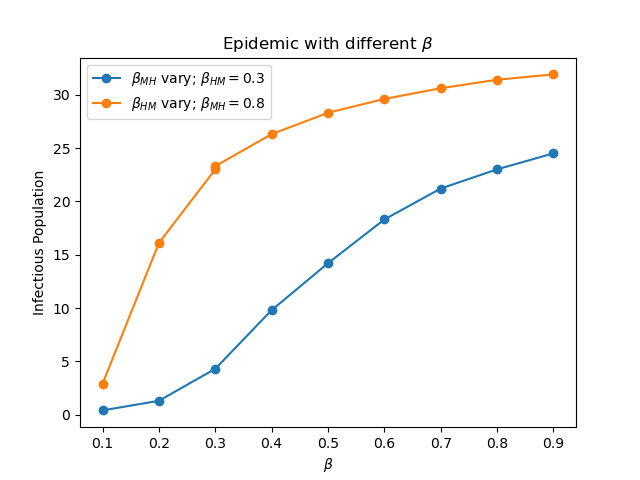 Epidemic with different β
β_MH vary; β_HM = 0.3
β_HM vary; β_MH = 0.8
Infectious Population
30
25
20
15
10
5
0
0.1 0.2 0.3 0.4 0.5 0.6 0.7 0.8 0.9
β